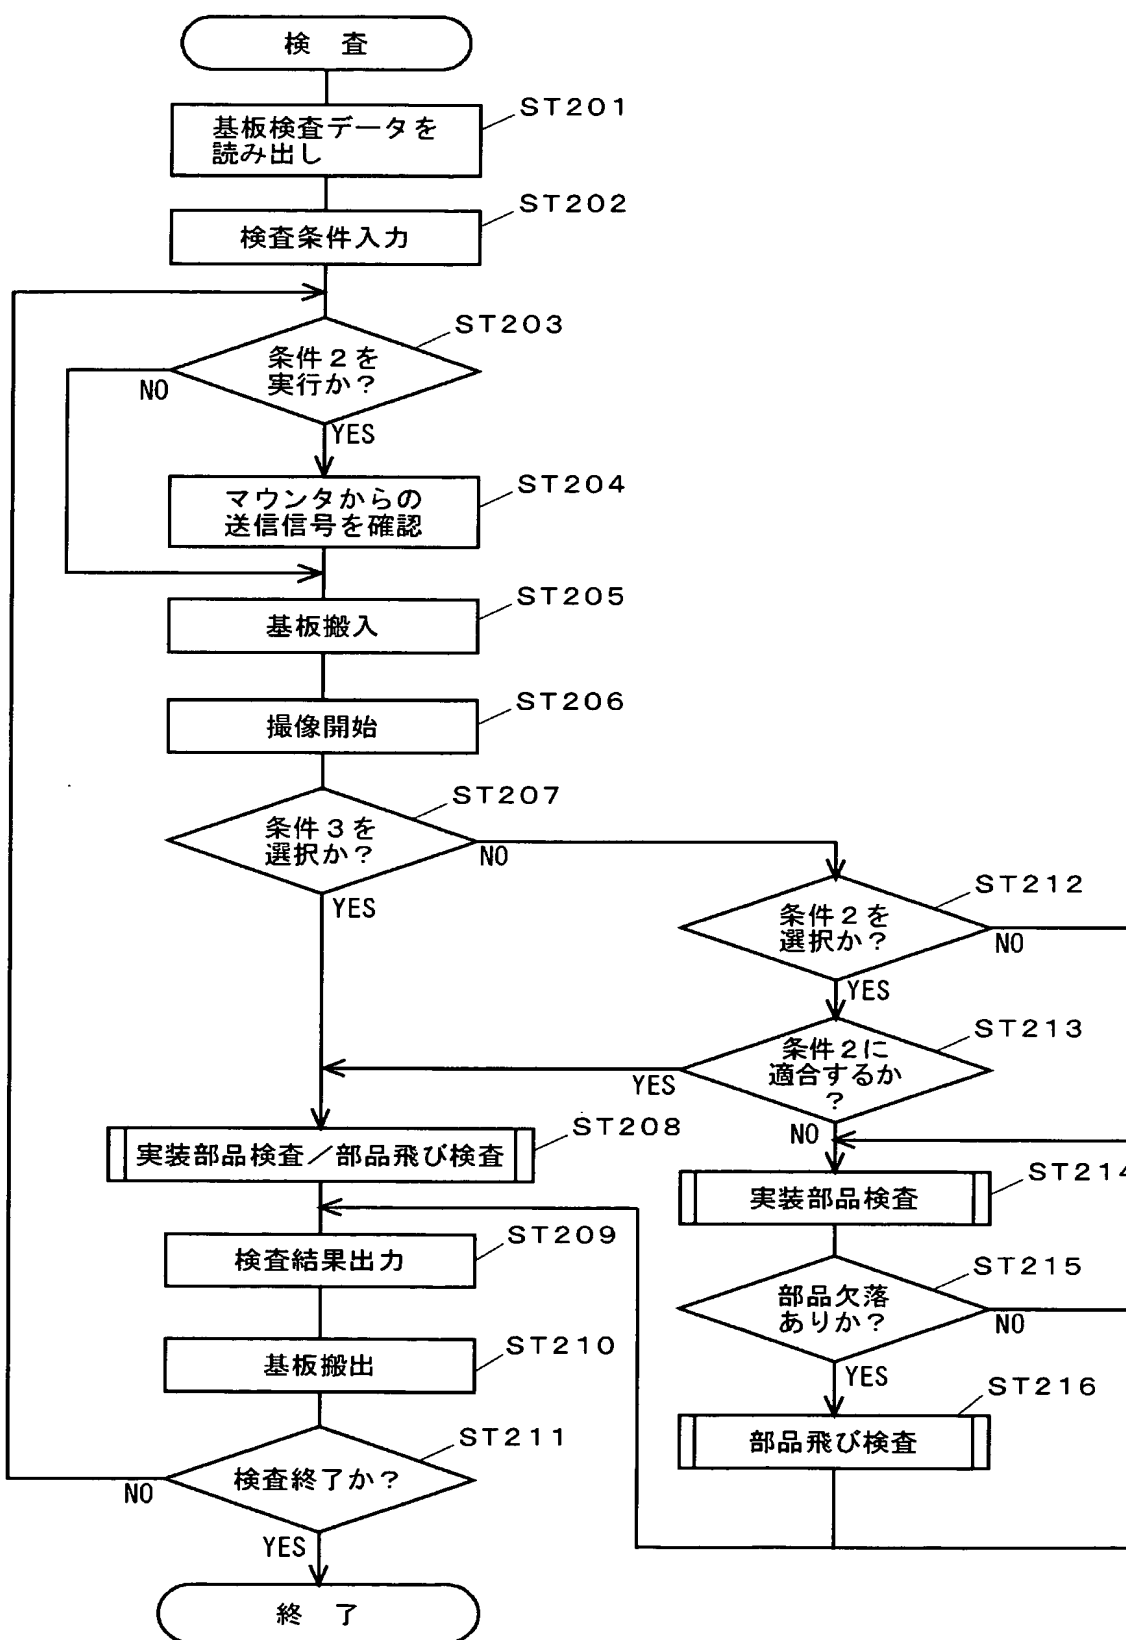 検 査
ST201
基板検査データを
読み出し
ST202
検査条件入力
ST203
条件2を
実行か?
NO
YES
ST204
マウンタからの
送信信号を確認
ST205
基板搬入
ST206
撮像開始
ST207
条件3を
選択か?
NO
YES
ST212
条件2を
選択か?
NO
YES
ST213
条件2に
適合するか
?
YES
NO
ST208
実装部品検査/部品飛び検査
ST214
実装部品検査
ST209
検査結果出力
ST215
部品欠落
ありか?
NO
YES
ST210
基板搬出
ST216
部品飛び検査
ST211
検査終了か?
NO
YES
終 了